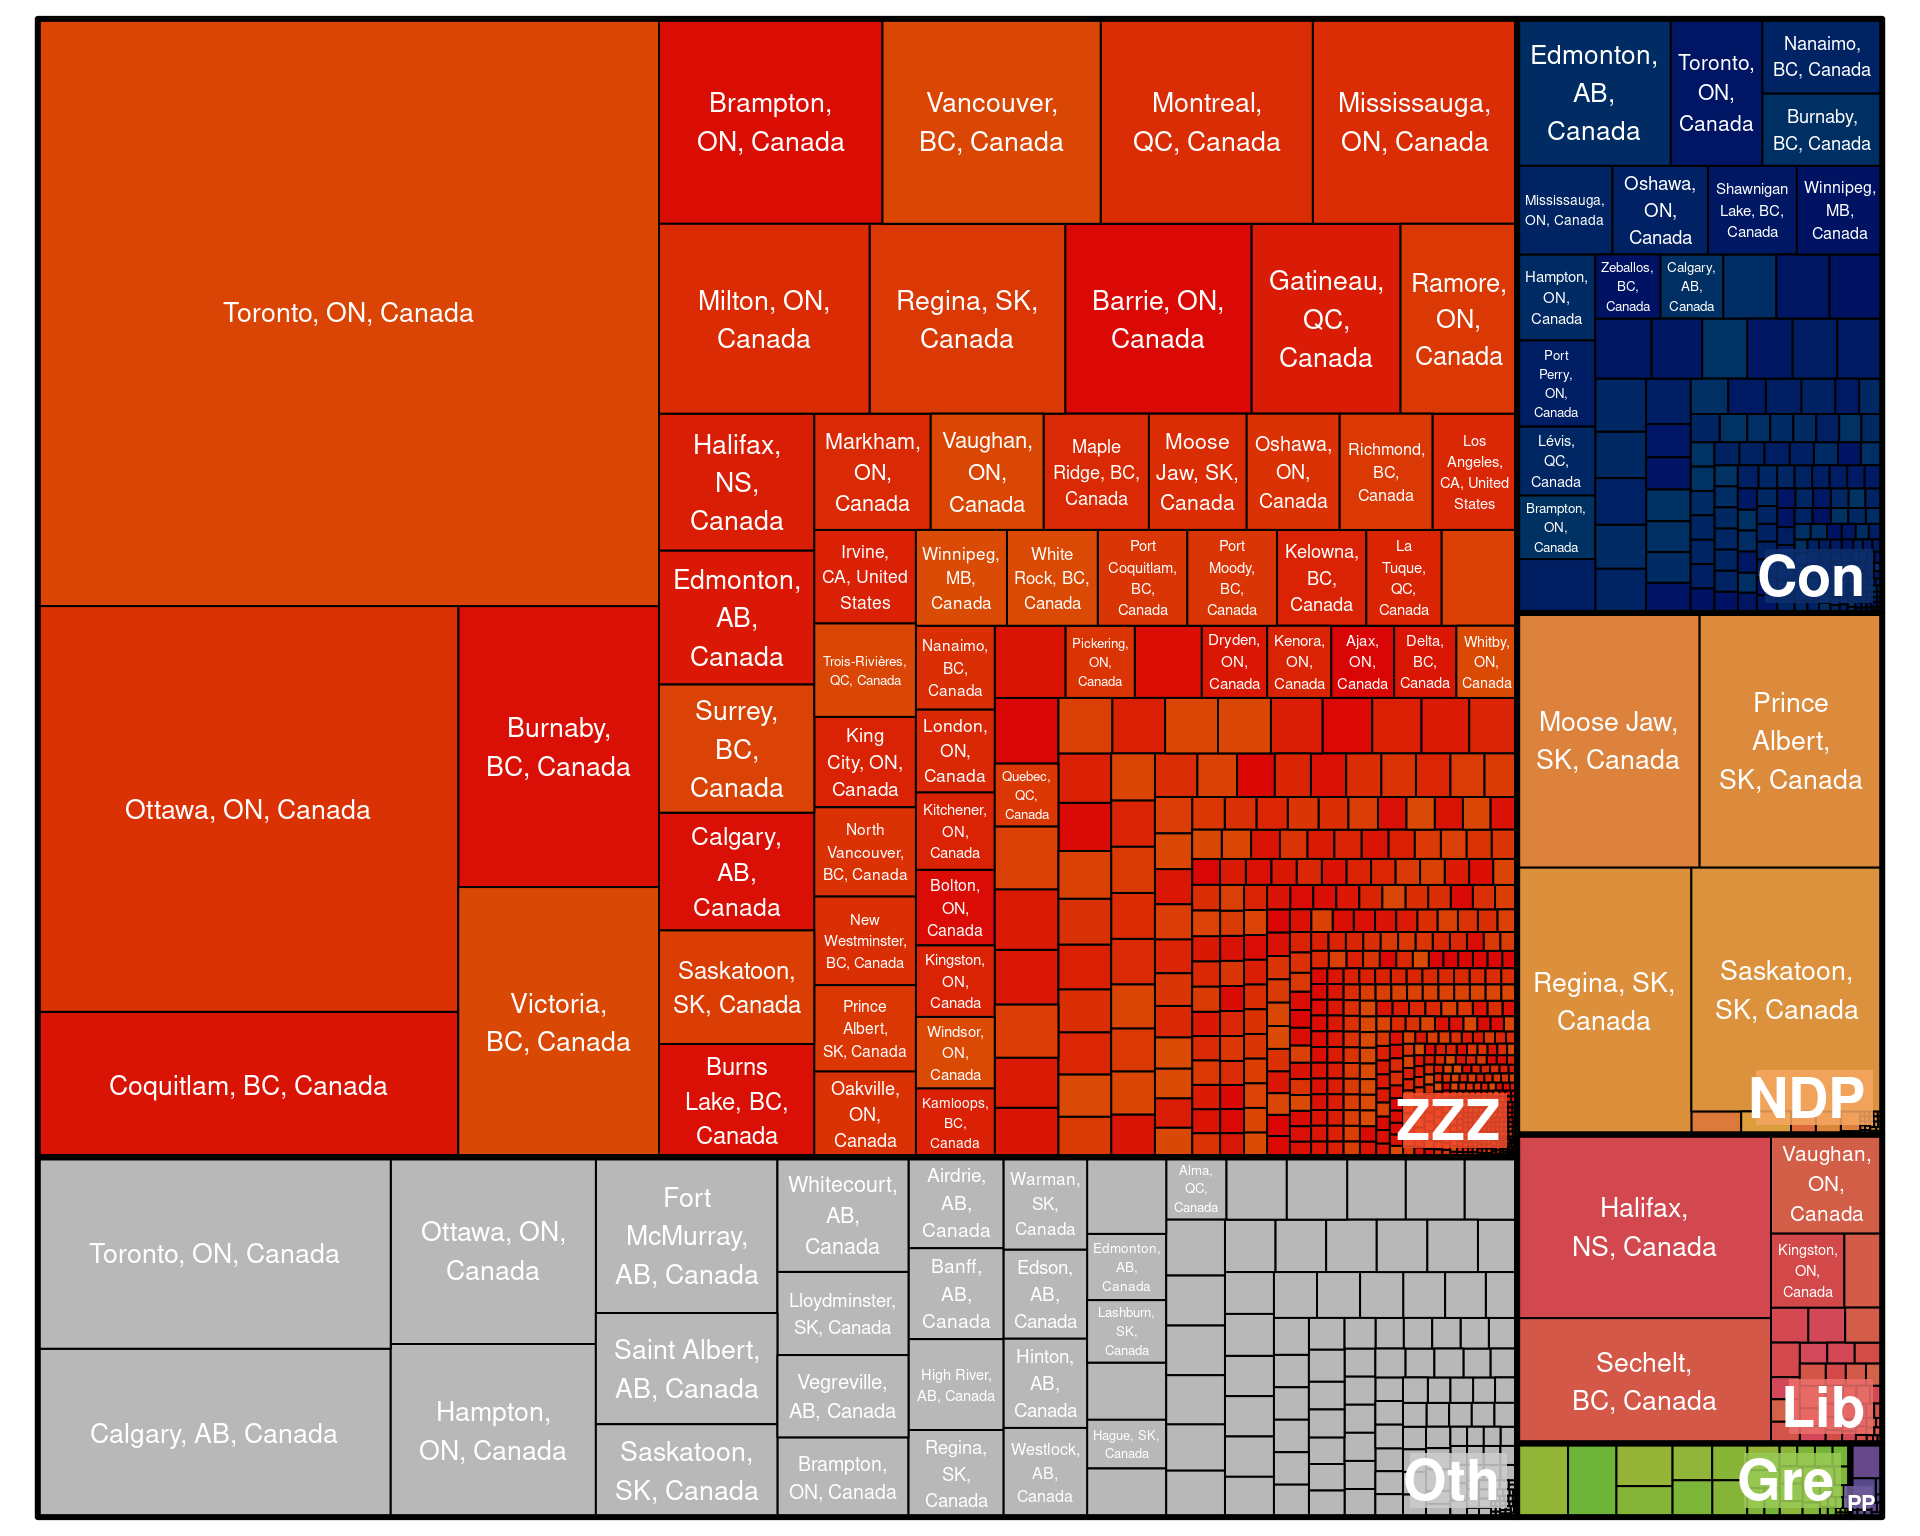 Toronto, ON, Canada
Ottawa, ON, Canada
Coquitlam, BC, Canada
Burnaby,
BC, Canada
Victoria,
BC, Canada
Brampton,
ON, Canada
Vancouver,
BC, Canada
Montreal,
QC, Canada
Mississauga,
ON, Canada
Milton, ON,
Canada
Regina, SK,
Canada
Barrie, ON,
Canada
Gatineau,
QC,
Canada
Ramore,
ON,
Canada
Halifax,
NS,
Canada
Edmonton,
AB,
Canada
Surrey,
BC,
Canada
Calgary,
AB,
Canada
Saskatoon,
SK, Canada
Burns
Lake, BC,
Canada
Markham,
ON,
Canada
Vaughan,
ON,
Canada
Maple
Ridge, BC,
Canada
Moose
Jaw, SK,
Canada
Oshawa,
ON,
Canada
Richmond,
BC,
Canada
Los
Angeles,
CA, United
States
Irvine,
CA, United
States
Trois-Rivières,
QC, Canada
King
City, ON,
Canada
North
Vancouver,
BC, Canada
New
Westminster,
BC, Canada
Prince
Albert,
SK, Canada
Oakville,
ON,
Canada
Winnipeg,
MB,
Canada
White
Rock, BC,
Canada
Port
Coquitlam,
BC,
Canada
Port
Moody,
BC,
Canada
Kelowna,
BC,
Canada
La
Tuque,
QC,
Canada
Nanaimo,
BC,
Canada
London,
ON,
Canada
Kitchener,
ON,
Canada
Bolton,
ON,
Canada
Kingston,
ON,
Canada
Windsor,
ON,
Canada
Kamloops,
BC,
Canada
Pickering,
ON,
Canada
Dryden,
ON,
Canada
Kenora,
ON,
Canada
Ajax,
ON,
Canada
Delta,
BC,
Canada
Whitby,
ON,
Canada
Quebec,
QC,
Canada
ZZZ
Toronto, ON, Canada
Calgary, AB, Canada
Ottawa, ON,
Canada
Hampton,
ON, Canada
Fort
McMurray,
AB, Canada
Saint Albert,
AB, Canada
Saskatoon,
SK, Canada
Whitecourt,
AB,
Canada
Lloydminster,
SK, Canada
Vegreville,
AB, Canada
Brampton,
ON, Canada
Airdrie,
AB,
Canada
Banff,
AB,
Canada
High River,
AB, Canada
Regina,
SK,
Canada
Warman,
SK,
Canada
Edson,
AB,
Canada
Hinton,
AB,
Canada
Westlock,
AB,
Canada
Edmonton,
AB,
Canada
Lashburn,
SK,
Canada
Hague, SK,
Canada
Alma,
QC,
Canada
Oth
Edmonton,
AB,
Canada
Toronto,
ON,
Canada
Nanaimo,
BC, Canada
Burnaby,
BC, Canada
Mississauga,
ON, Canada
Oshawa,
ON,
Canada
Shawnigan
Lake, BC,
Canada
Winnipeg,
MB,
Canada
Hampton,
ON,
Canada
Port
Perry,
ON,
Canada
Lévis,
QC,
Canada
Brampton,
ON,
Canada
Zeballos,
BC,
Canada
Calgary,
AB,
Canada
Con
Moose Jaw,
SK, Canada
Prince
Albert,
SK, Canada
Regina, SK,
Canada
Saskatoon,
SK, Canada
NDP
Halifax,
NS, Canada
Sechelt,
BC, Canada
Vaughan,
ON,
Canada
Kingston,
ON,
Canada
Lib
Gre
PP